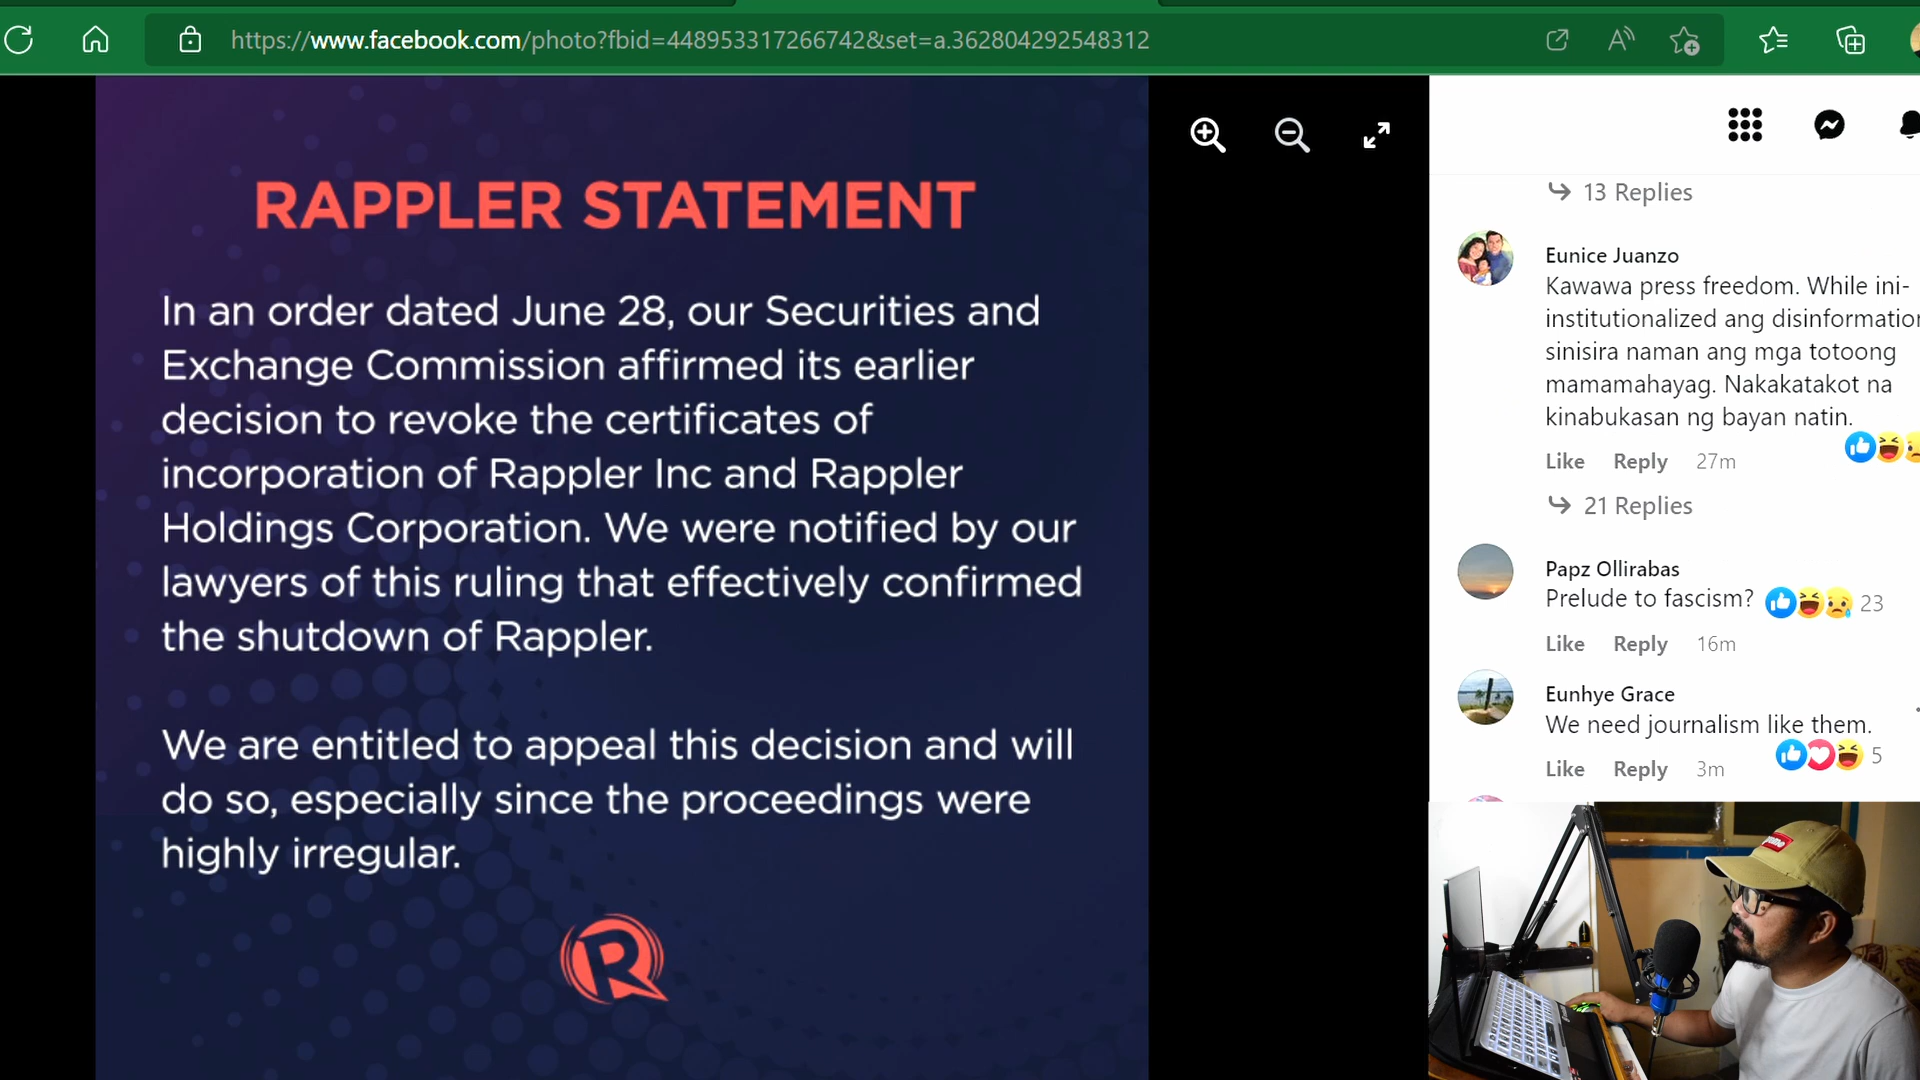 https://www.facebook.com/photo?fbid=448953317266742&set=a.362804292548312
RAPPLER STATEMENT
In an order dated June 28, our Securities and
Exchange Commission affirmed its earlier
decision to revoke the certificates of
incorporation of Rappler Inc and Rappler
Holdings Corporation. We were notified by our
lawyers of this ruling that effectively confirmed
the shutdown of Rappler.
We are entitled to appeal this decision and will
do so, especially since the proceedings were
highly irregular.
R
13 Replies
Eunice Juanzo
Kawawa press freedom. While ini-
institutionalized ang disinformation
sinisira naman ang mga totoong
mamamahayag. Nakakatakot na
kinabukasan ng bayan natin.
Like Reply 27m
21 Replies
Papz Ollirabas
Prelude to fascism? 23
Like Reply 16m
Eunhye Grace
We need journalism like them.
5
Like Reply 3m